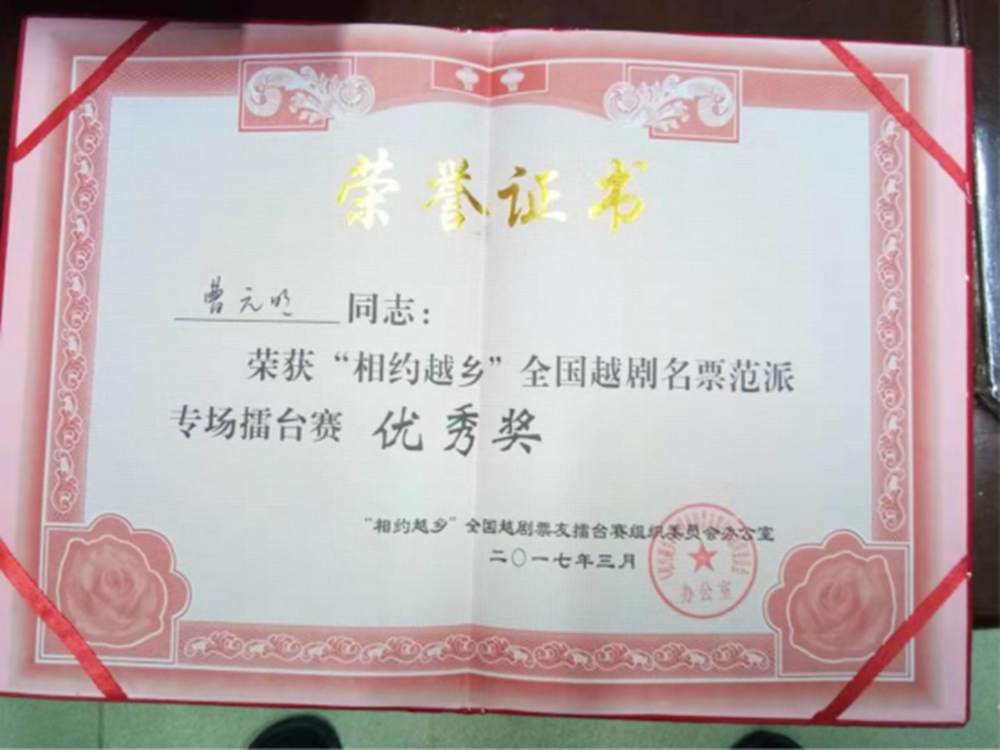 荣誉证书
曹元明 同志：
荣获“相约越乡”全国越剧名票范派
专场擂台赛 优秀奖
“相约越乡”全国越剧票友擂台赛组织委员会办公室
二〇一七年三月
办公室